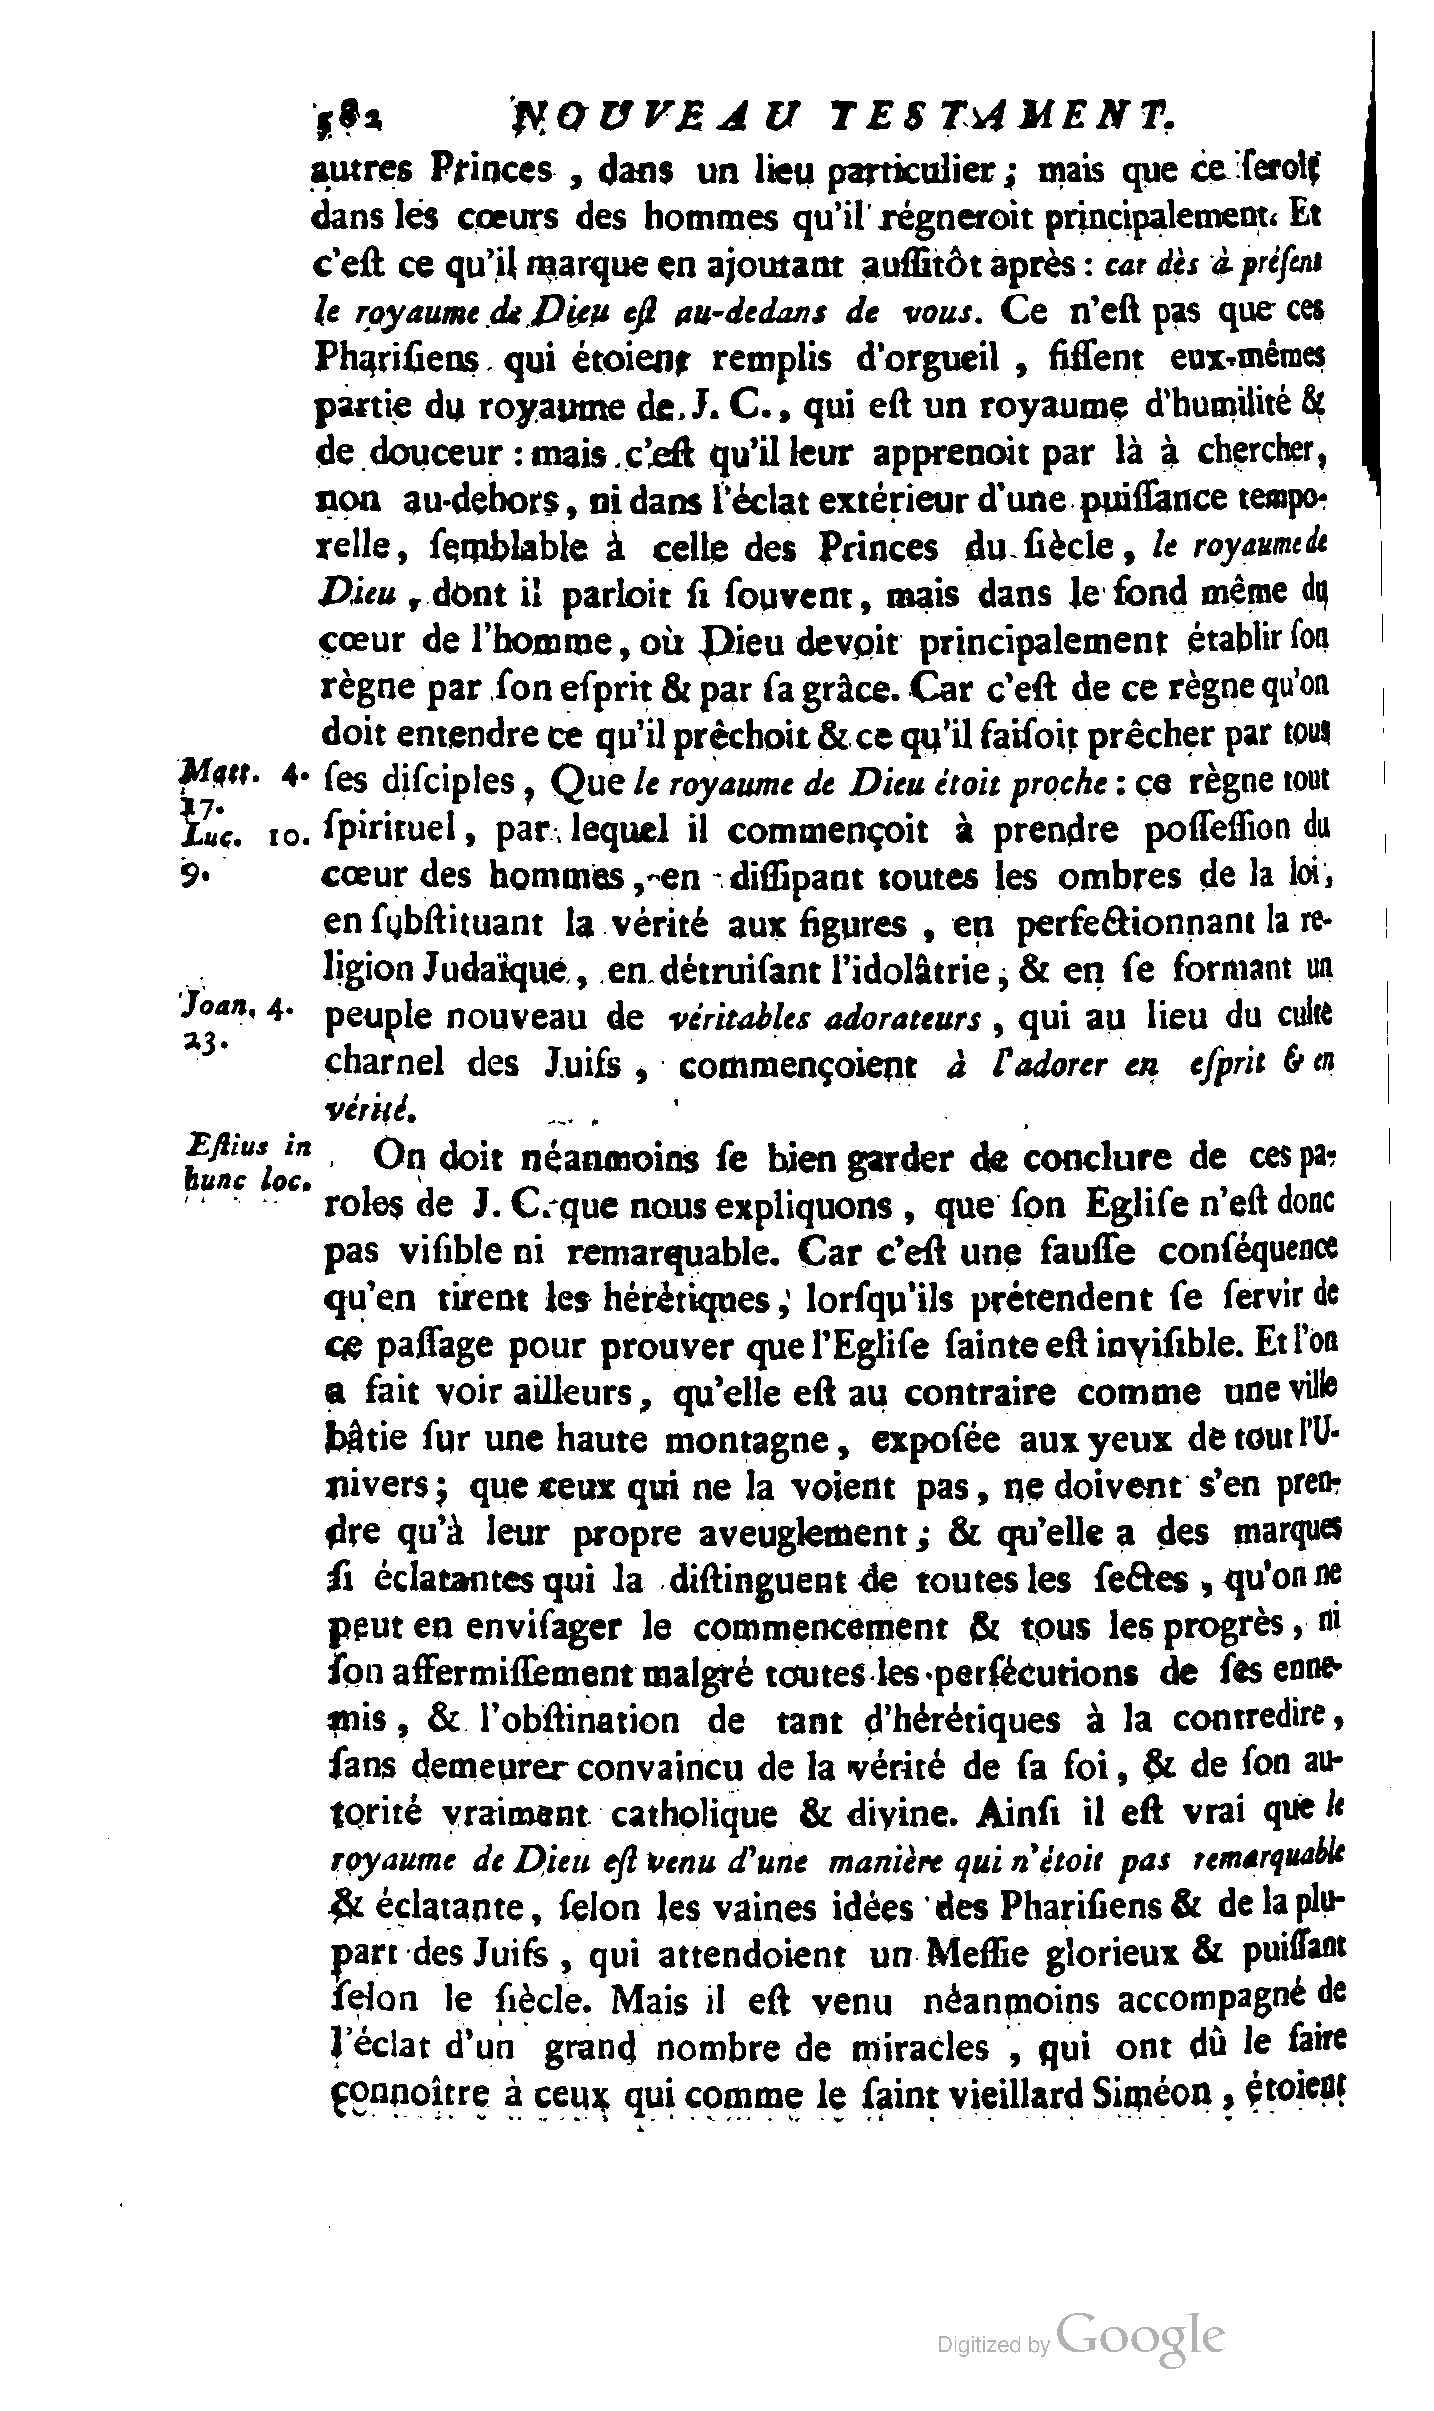 582 NOUVEAU TESTAMENT.
autres Princes , dans un lieu particulier ; mais que ce ſeroit
dans les cœurs des hommes qu'il régneroit principalement. Et
c'eſt ce qu'il marque en ajoutant auſſitôt après : car dès à préſent
le royaume de Dieu eſt au-dedans de vous. Ce n'eſt pas que ces
Phariſiens qui étoient remplis d'orgueil , fiſſent eux-mêmes
partie du royaume de J. C. , qui eſt un royaume d'humilité &
de douceur : mais c'eſt qu'il leur apprenoit par là à chercher,
non au-dehors, ni dans l'éclat extérieur d'une puiſſance tempo-
relle, ſemblable à celle des Princes du ſiècle , le royaume de
Dieu , dont il parloit ſi ſouvent, mais dans le fond même du
cœur de l'homme, où Dieu devoit principalement établir ſon
règne par ſon eſprit & par ſa grâce. Car c'eſt de ce règne qu'on
doit entendre ce qu'il prêchoit & ce qu'il faiſoit prêcher par tous
Matt. 4. ſes diſciples , Que le royaume de Dieu étoit proche : ce règne tout
17.
Luc. 10. ſpirituel, par lequel il commençoit à prendre poſſeſſion du
9. cœur des hommes , en diſſipant toutes les ombres de la loi,
en ſubſtituant la vérité aux figures , en perfectionnant la re-
ligion Judaïque , en détruiſant l'idolâtrie, & en ſe formant un
Joan. 4. peuple nouveau de véritables adorateurs , qui au lieu du culte
23.
charnel des Juifs , commençoient à l'adorer en eſprit & en
vérité.
Eſtius in On doit néanmoins ſe bien garder de conclure de ces pa-
hunc loc. roles de J. C. que nous expliquons , que ſon Egliſe n'eſt donc
pas viſible ni remarquable. Car c'eſt une fauſſe conſéquence
qu'en tirent les hérétiques, lorſqu'ils prétendent ſe ſervir de
ce paſſage pour prouver que l'Egliſe ſainte eſt inviſible. Et l'on
a fait voir ailleurs, qu'elle eſt au contraire comme une ville
bâtie ſur une haute montagne, expoſée aux yeux de tout l'U-
nivers ; que ceux qui ne la voient pas, ne doivent s'en pren-
dre qu'à leur propre aveuglement ; & qu'elle a des marques
ſi éclatantes qui la diſtinguent de toutes les ſectes , qu'on ne
peut en enviſager le commencement & tous les progrès, ni
ſon affermiſſement malgré toutes les perſécutions de ſes enne-
mis , & l'obſtination de tant d'hérétiques à la contredire,
ſans demeurer convaincu de la vérité de ſa foi, & de ſon au-
torité vraiment catholique & divine. Ainſi il eſt vrai que le
royaume de Dieu eſt venu d'une manière qui n'étoit pas remarquable
& éclatante, ſelon les vaines idées des Phariſiens & de la plu-
part des Juifs , qui attendoient un Meſſie glorieux & puiſſant
ſelon le ſiècle. Mais il eſt venu néanmoins accompagné de
l'éclat d'un grand nombre de miracles , qui ont dû le faire
connoître à ceux qui comme le ſaint vieillard Siméon , étoient
Digitized by Google